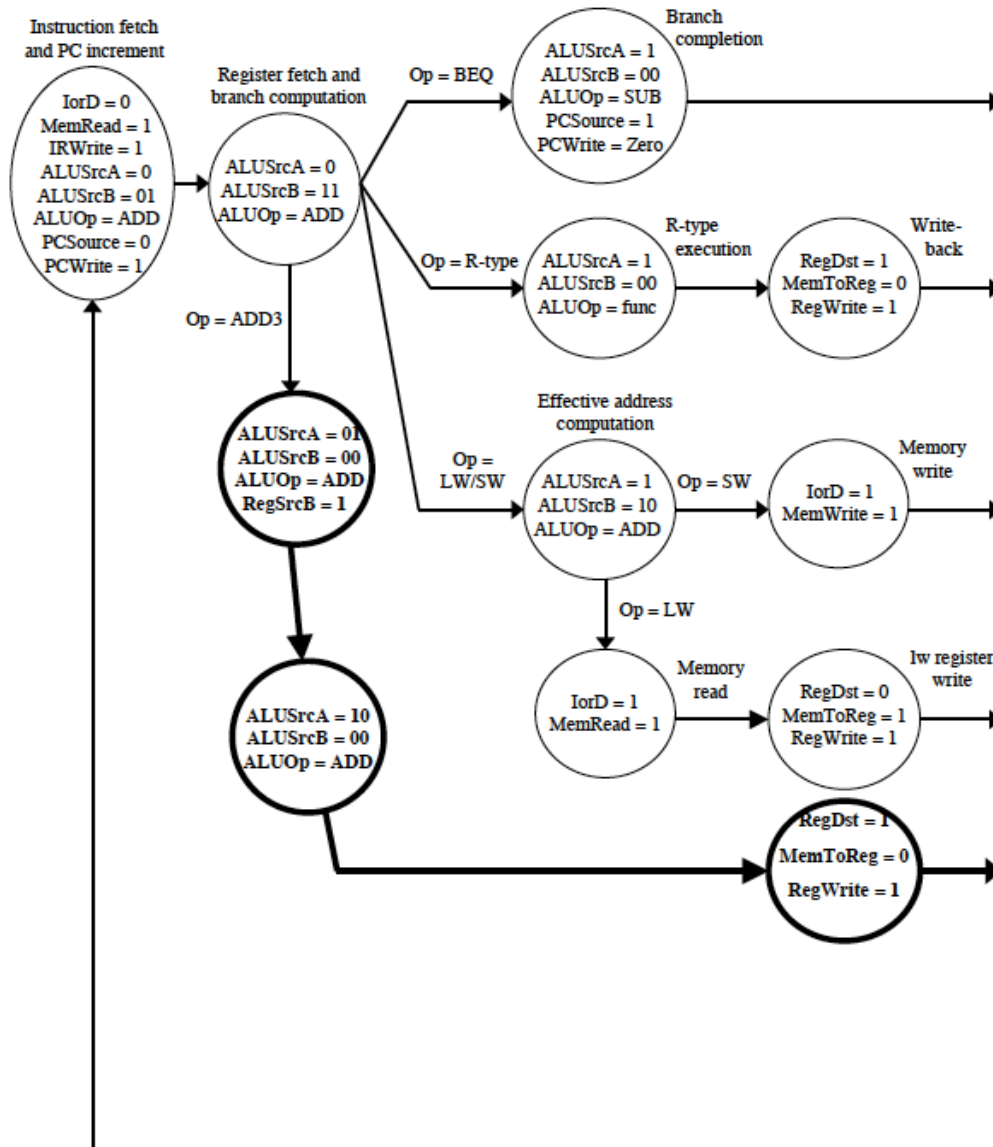 Instruction fetch
and PC increment
IorD = 0
MemRead = 1
IRWrite = 1
ALUSrcA = 0
ALUSrcB = 01
ALUOp = ADD
PCSource = 0
PCWrite = 1
Register fetch and
branch computation
ALUSrcA = 0
ALUSrcB = 11
ALUOp = ADD
Op = BEQ
Branch
completion
ALUSrcA = 1
ALUSrcB = 00
ALUOp = SUB
PCSource = 1
PCWrite = Zero
Op = R-type
R-type
execution
ALUSrcA = 1
ALUSrcB = 00
ALUOp = func
Write-
back
RegDst = 1
MemToReg = 0
RegWrite = 1
Op = ADD3
ALUSrcA = 01
ALUSrcB = 00
ALUOp = ADD
RegSrcB = 1
Op =
LW/SW
Effective address
computation
ALUSrcA = 1
ALUSrcB = 10
ALUOp = ADD
Op = SW
Memory
write
IorD = 1
MemWrite = 1
Op = LW
ALUSrcA = 10
ALUSrcB = 00
ALUOp = ADD
IorD = 1
MemRead = 1
Memory
read
lw register
write
RegDst = 0
MemToReg = 1
RegWrite = 1
RegDst = 1
MemToReg = 0
RegWrite = 1